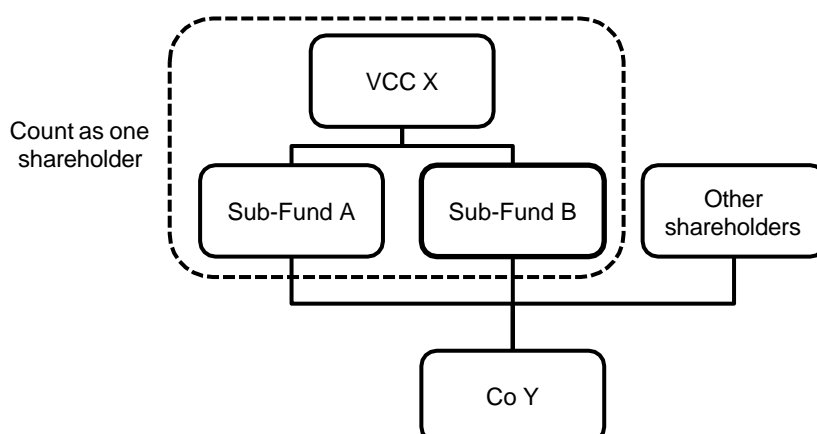 VCC X
Count as one
shareholder
Sub-Fund A
Sub-Fund B
Other
shareholders
Co Y